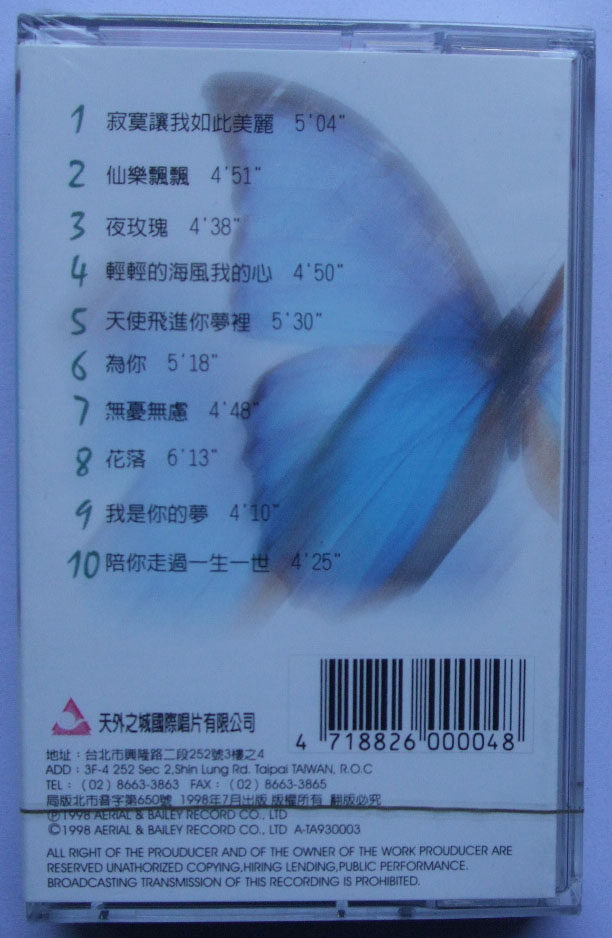 1 寂寞讓我如此美麗 5'04"
2 仙樂飄飄 4'51"
3 夜玫瑰 4'38"
4 輕輕的海風我的心 4'50"
5 天使飛進你夢裡 5'30"
6 為你 5'18"
7 無憂無慮 4'48"
8 花落 6'13"
9 我是你的夢 4'10"
10 陪你走過一生一世 4'25"
天外之城國際唱片有限公司
4 718826 000048
地址：台北市興隆路二段252號3樓之4
ADD : 3F-4 252 Sec 2,Shin Lung Rd. Taipai TAIWAN, R.O.C
TEL : (02) 8663-3863 FAX : (02) 8663-3865
局版北市音字第650號 1998年7月出版 版權所有 翻版必究
Ⓟ1998 AERIAL & BAILEY RECORD CO., LTD
©1998 AERIAL & BAILEY RECORD CO., LTD A-TA930003
ALL RIGHT OF THE PROUDUCER AND OF THE OWNER OF THE WORK PROUDUCER ARE
RESERVED UNATHORIZED COPYING,HIRING LENDING,PUBLIC PERFORMANCE.
BROADCASTING TRANSMISSION OF THIS RECORDING IS PROHIBITED.